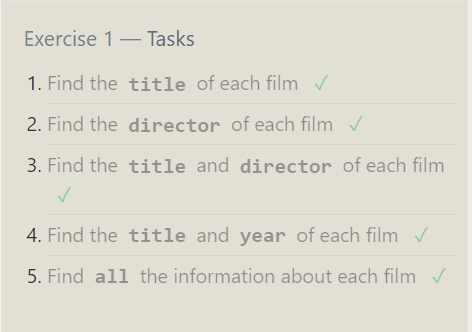 Exercise 1 — Tasks
1. Find the title of each film ✓
2. Find the director of each film ✓
3. Find the title and director of each film
✓
4. Find the title and year of each film ✓
5. Find all the information about each film ✓